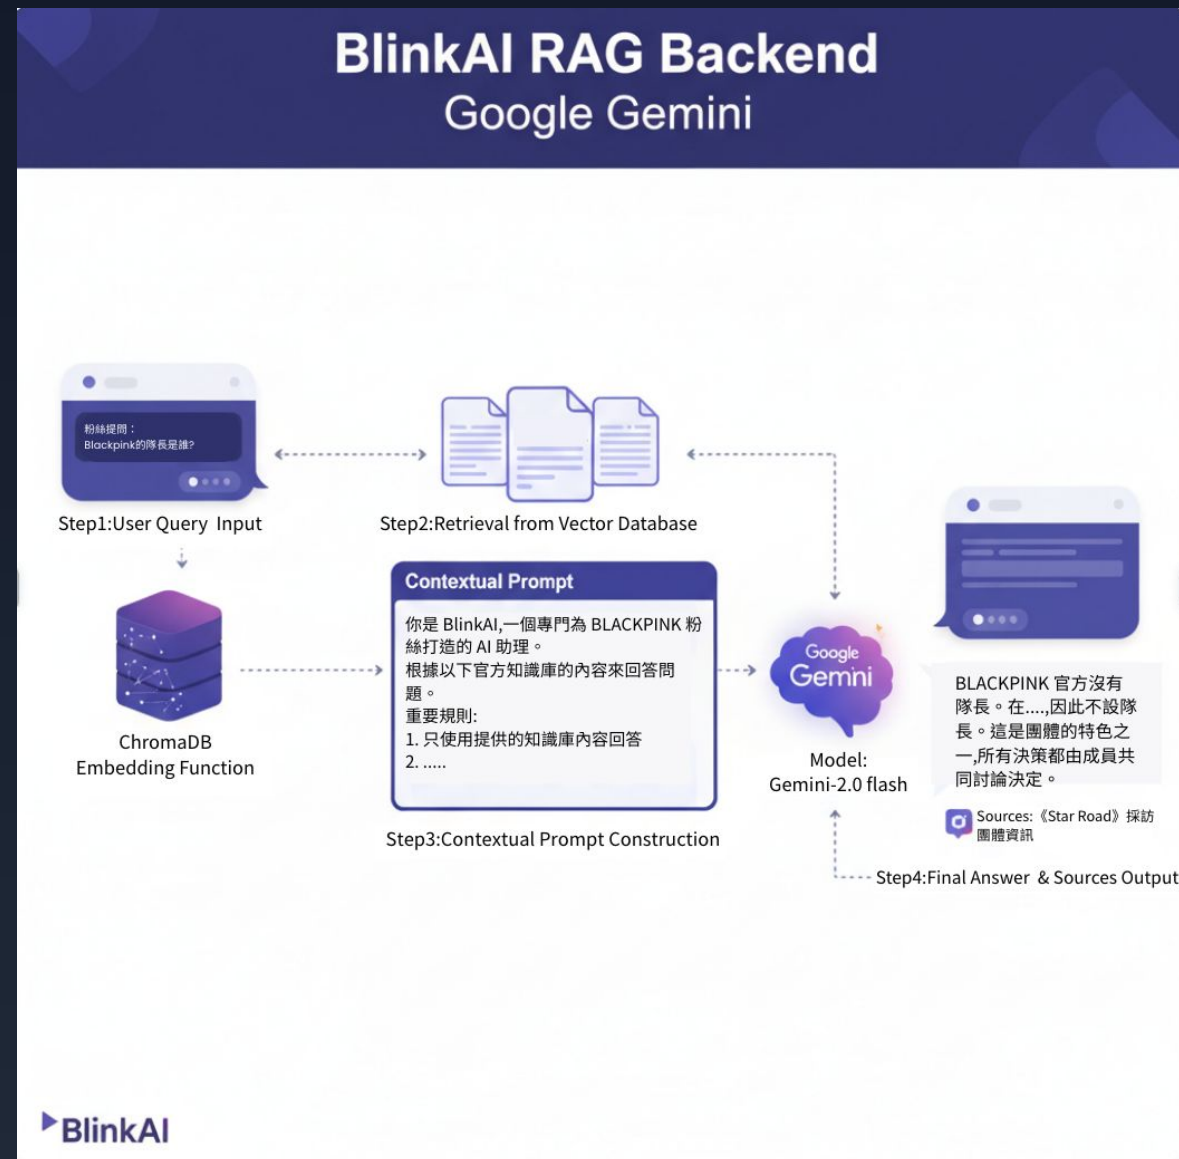 BlinkAI RAG Backend
Google Gemini
粉絲提問：
Blackpink的隊長是誰?
Step1:User Query Input
Step2:Retrieval from Vector Database
ChromaDB
Embedding Function
Contextual Prompt
你是 BlinkAI,一個專門為 BLACKPINK 粉
絲打造的 AI 助理。
根據以下官方知識庫的內容來回答問
題。
重要規則:
1. 只使用提供的知識庫內容回答
2. .....
Step3:Contextual Prompt Construction
Google
Gemni
Model:
Gemini-2.0 flash
BLACKPINK 官方沒有
隊長。在....,因此不設隊
長。這是團體的特色之
一,所有決策都由成員共
同討論決定。
Sources:《Star Road》採訪
團體資訊
Step4:Final Answer & Sources Output
BlinkAI